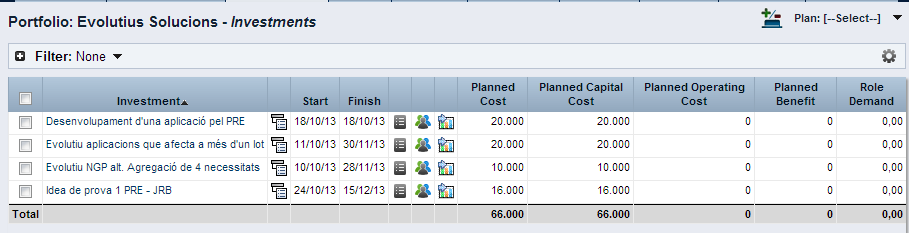 Portfolio: Evolutius Solucions - Investments
Plan: [--Select--]
Filter: None
Investment Start Finish Planned Cost Planned Capital Cost Planned Operating Cost Planned Benefit Role Demand
Desenvolupament d'una aplicació pel PRE 18/10/13 18/10/13 20.000 20.000 0 0 0,00
Evolutiu aplicacions que afecta a més d'un lot 11/10/13 30/11/13 20.000 20.000 0 0 0,00
Evolutiu NGP alt. Agregació de 4 necessitats 10/10/13 28/11/13 10.000 10.000 0 0 0,00
Idea de prova 1 PRE - JRB 24/10/13 15/12/13 16.000 16.000 0 0 0,00
Total 66.000 66.000 0 0 0,00